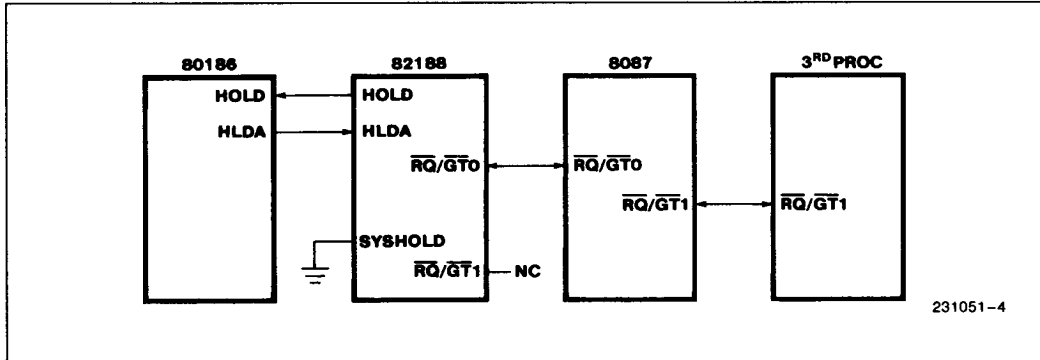 80186
82188
8087
3RD PROC
HOLD
HOLD
HLDA
HLDA
RQ/GT0
RQ/GT0
RQ/GT1
RQ/GT1
SYSHOLD
RQ/GT1
NC
231051-4